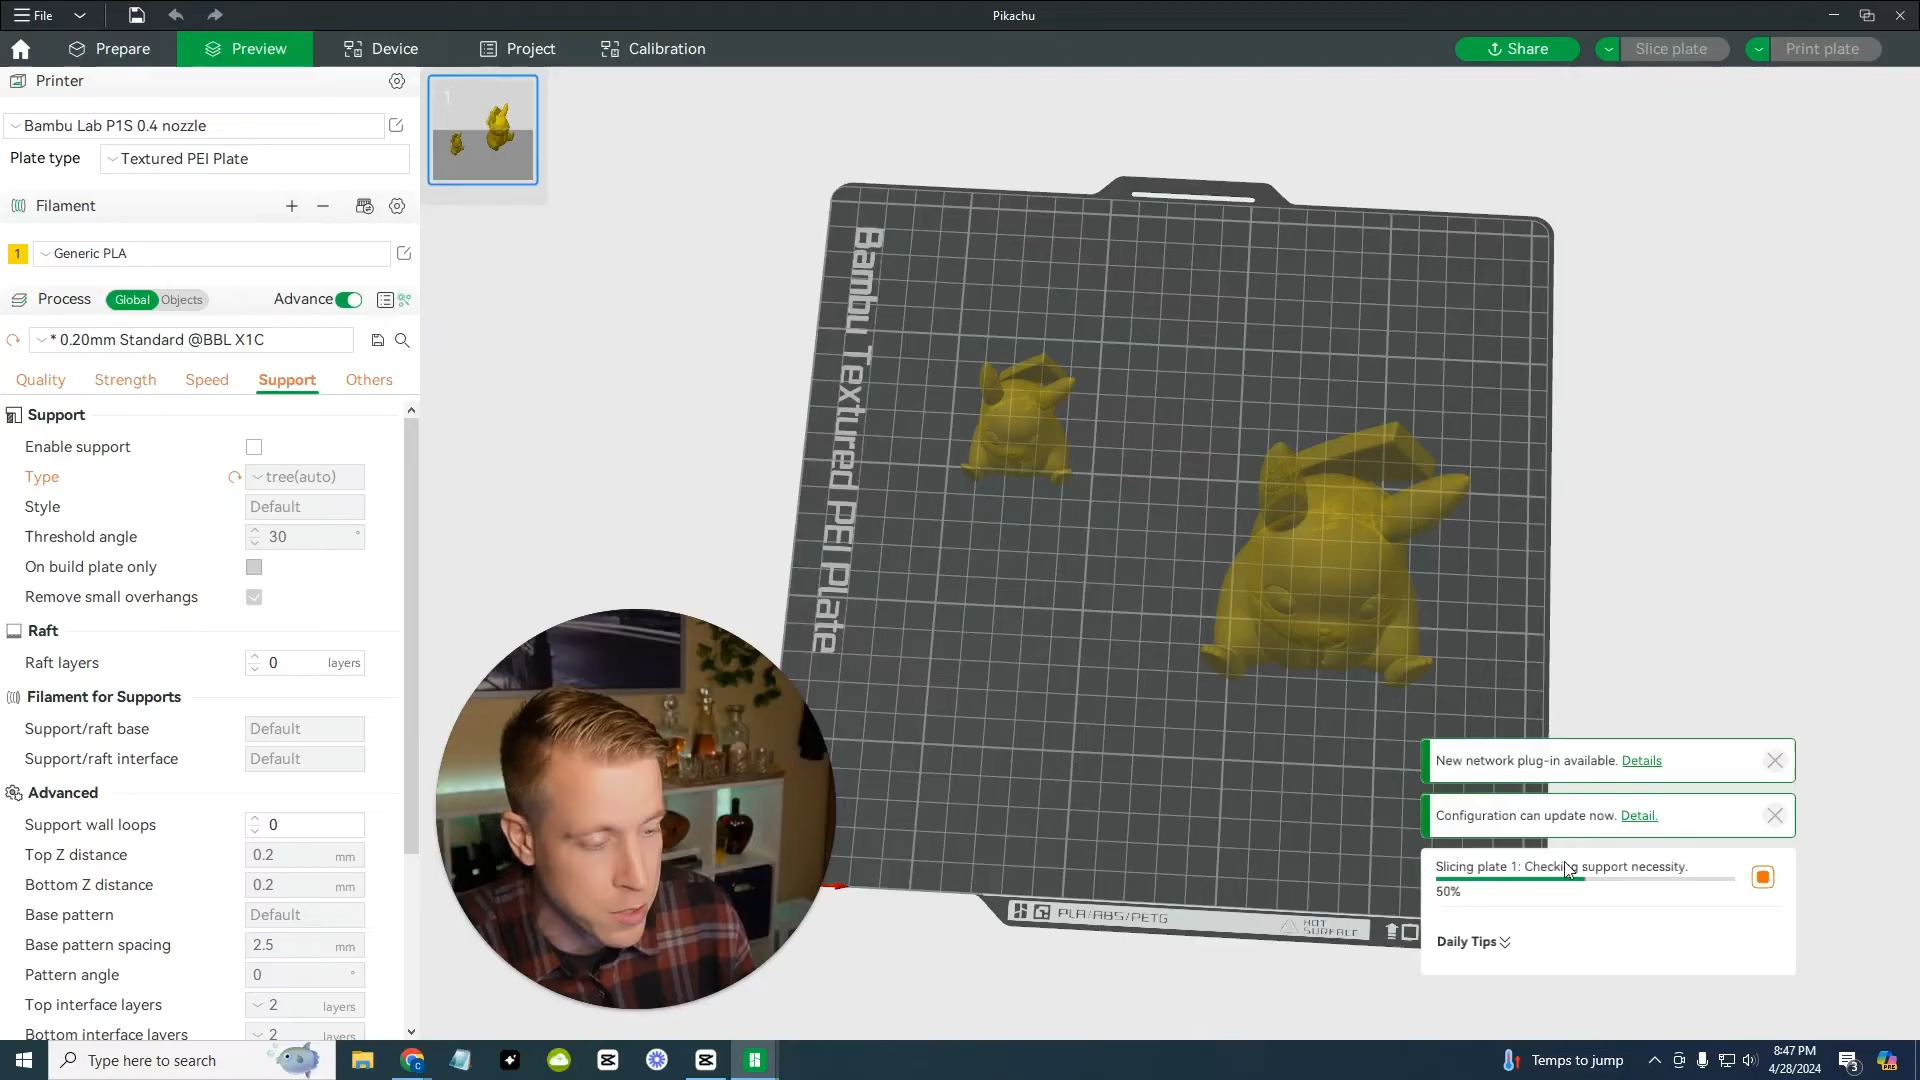 File
Pikachu
Prepare
Preview
Device
Project
Calibration
Share
Slice plate
Print plate
Printer
Bambu Lab P1S 0.4 nozzle
Plate type
Textured PEI Plate
Filament
1
Generic PLA
Process
Global
Objects
Advance
* 0.20mm Standard @BBL X1C
Quality
Strength
Speed
Support
Others
Support
Enable support
Type
tree(auto)
Style
Default
Threshold angle
30 °
On build plate only
Remove small overhangs
Raft
Raft layers
0 layers
Filament for Supports
Support/raft base
Default
Support/raft interface
Default
Advanced
Support wall loops
0
Top Z distance
0.2 mm
Bottom Z distance
0.2 mm
Base pattern
Default
Base pattern spacing
2.5 mm
Pattern angle
0 °
Top interface layers
2 layers
Bottom interface layers
2 layers
1
Bambu Textured PEI Plate
PLA/ABS/PETG
HOT
SURFACE
New network plug-in available. Details
Configuration can update now. Detail.
Slicing plate 1: Checking support necessity.
50%
Daily Tips
Type here to search
Temps to jump
8:47 PM
4/28/2024
3
PRE